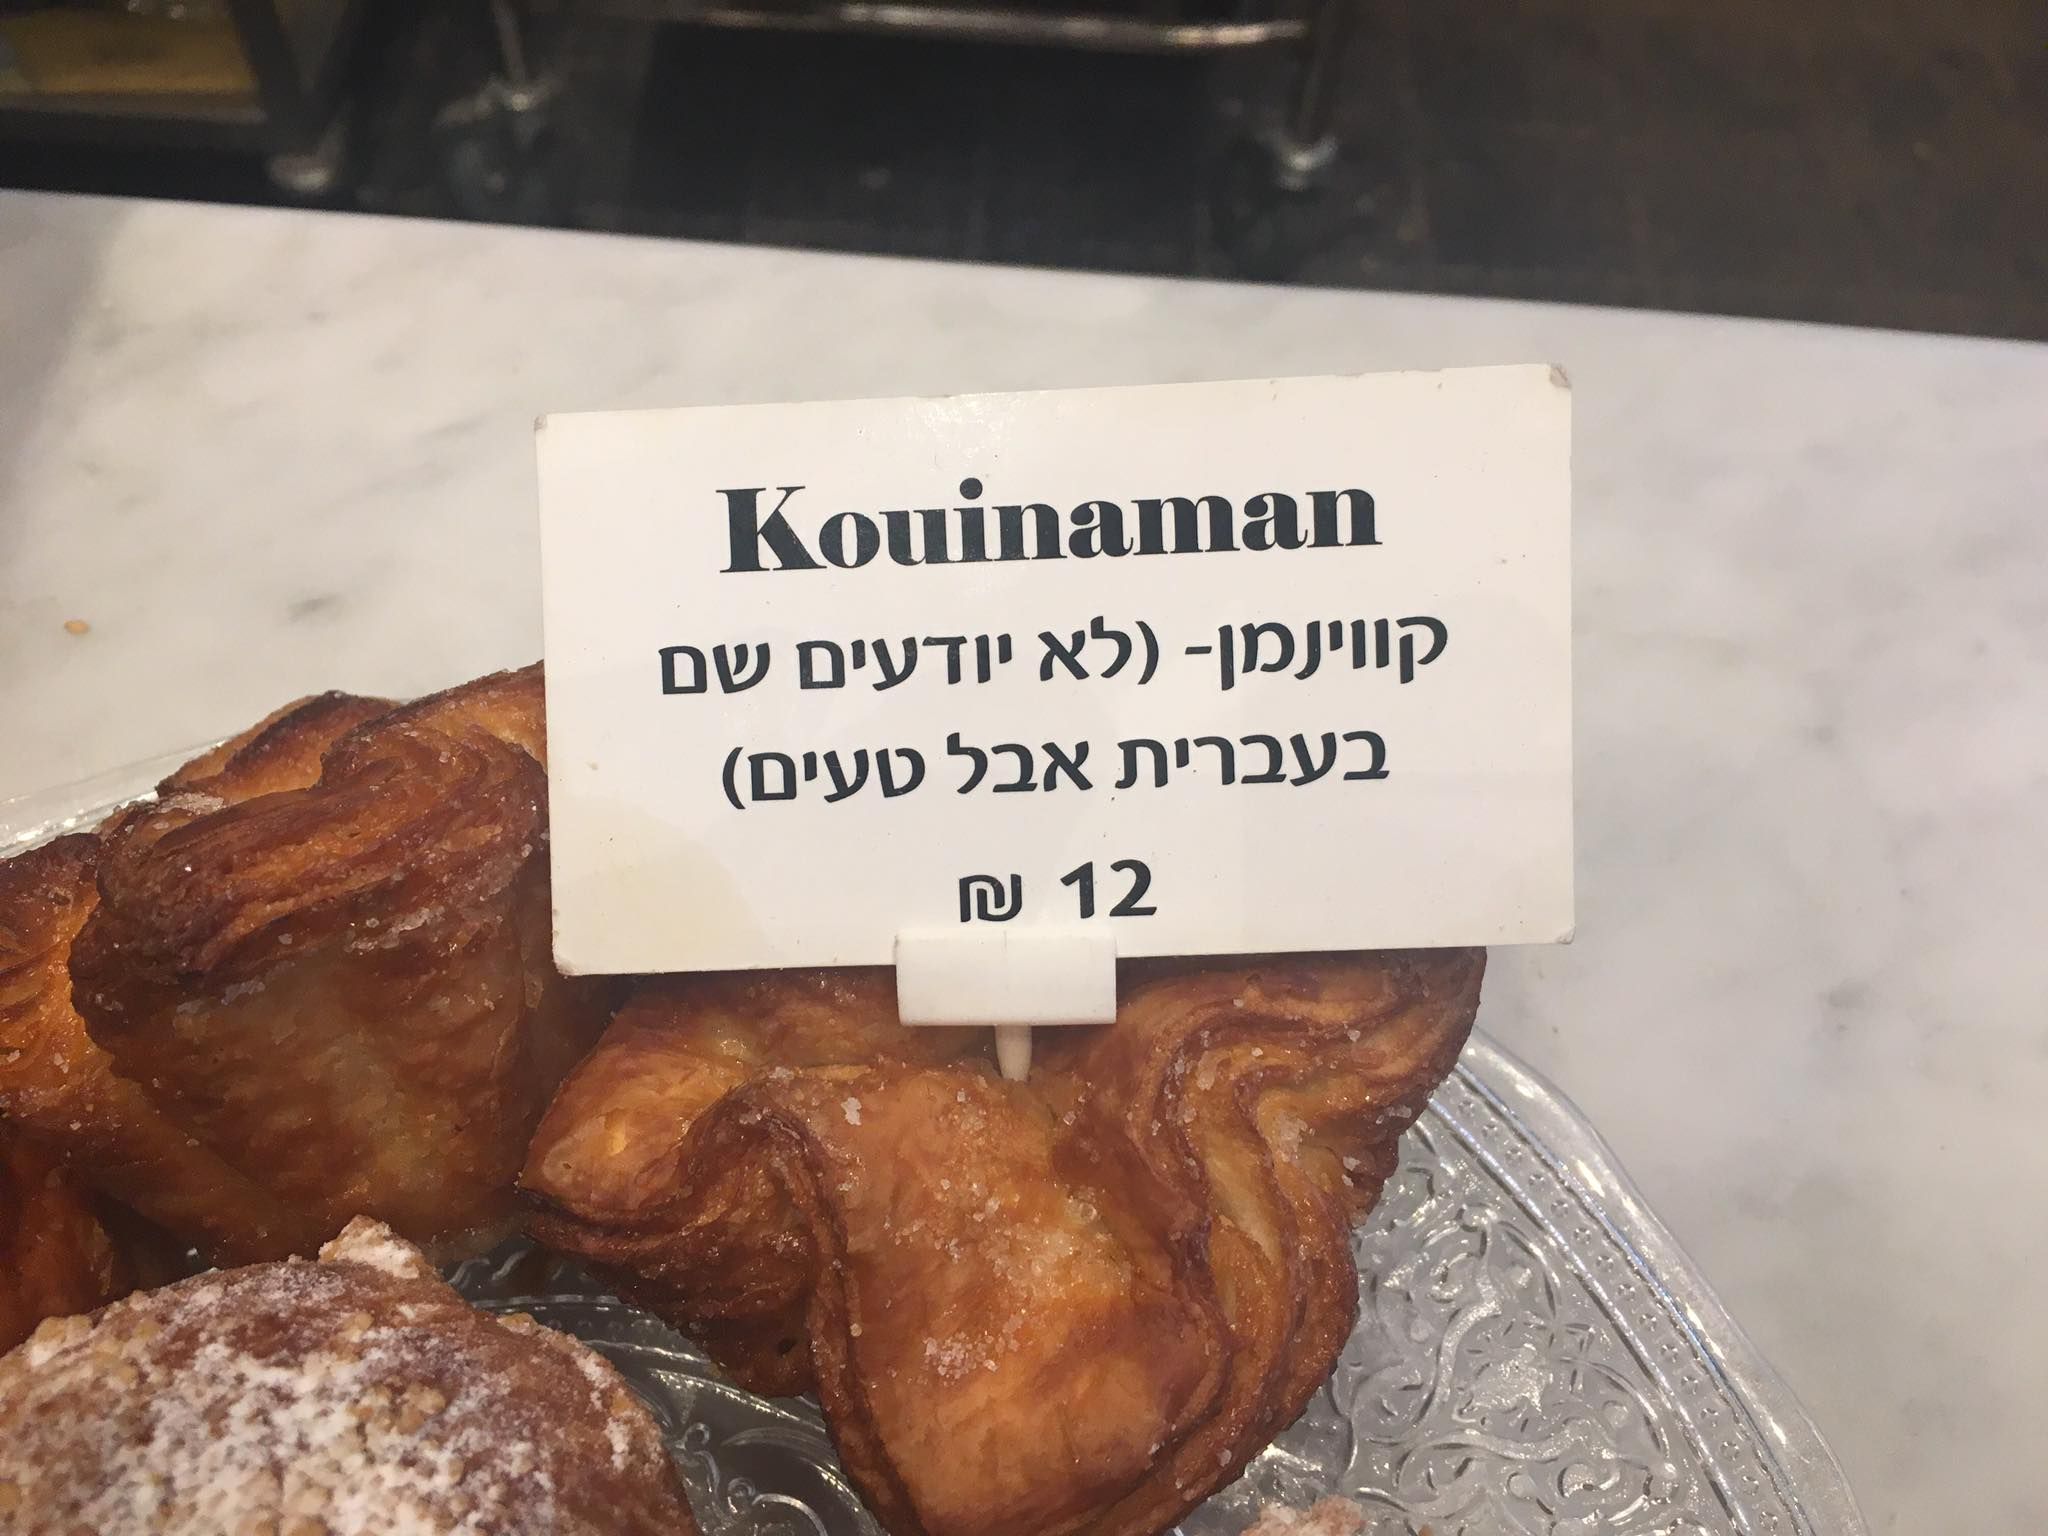 Kouinaman
קווינמן- (לא יודעים שם
בעברית אבל טעים)
12 ₪